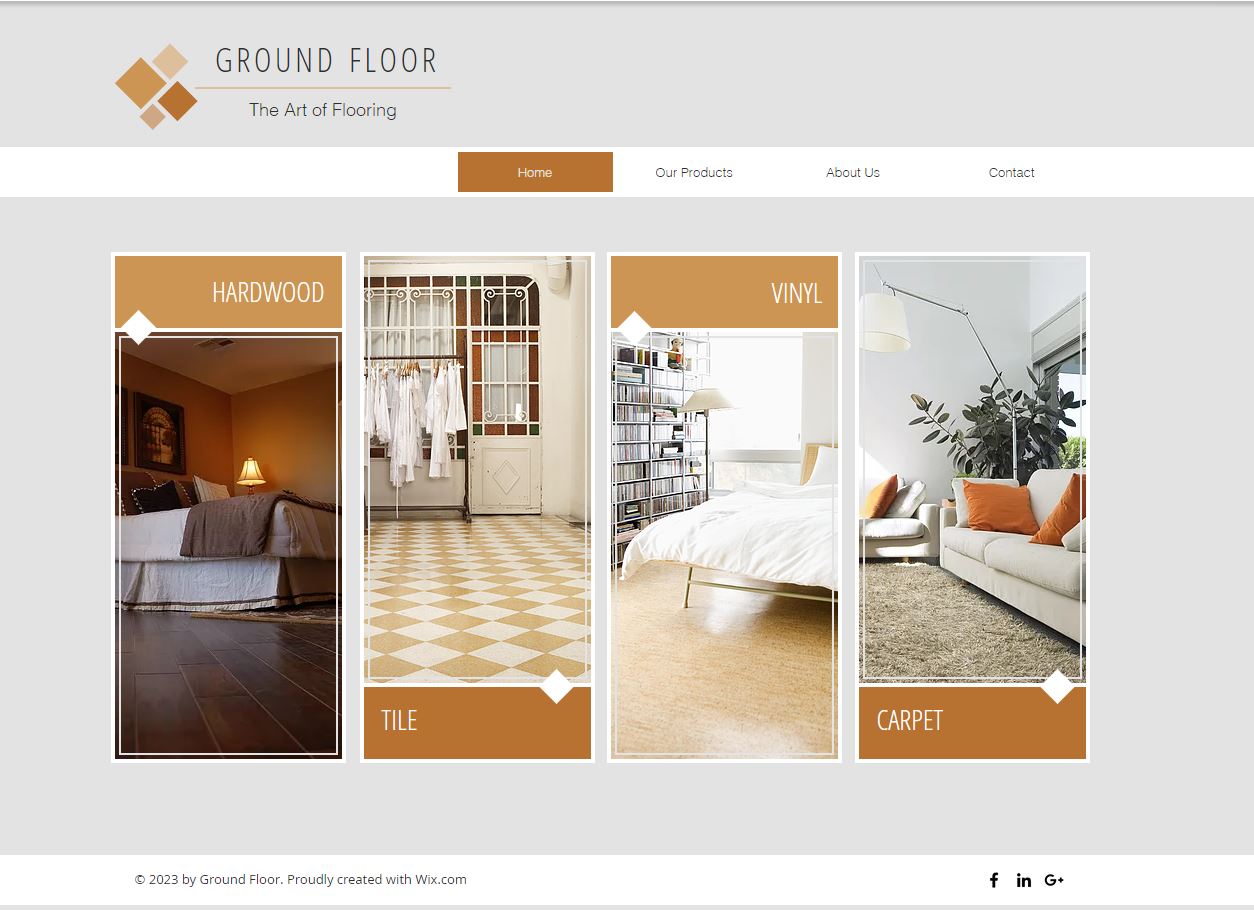 GROUND FLOOR
The Art of Flooring
Home
Our Products
About Us
Contact
HARDWOOD
VINYL
TILE
CARPET
© 2023 by Ground Floor. Proudly created with Wix.com